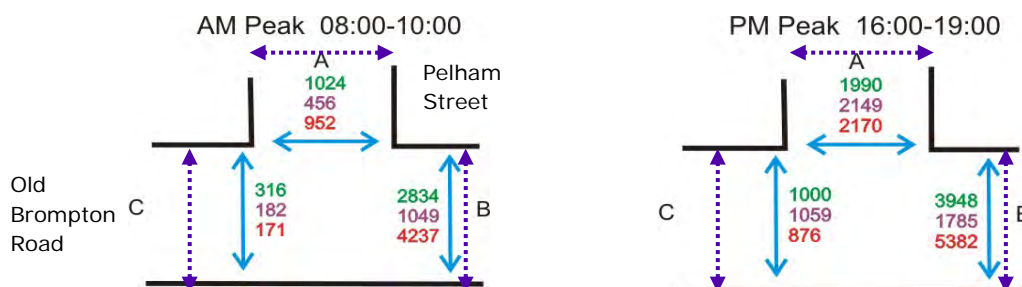 AM Peak 08:00-10:00
A
1024
456
952
Pelham
Street
Old
Brompton
Road
C
316
182
171
2834
1049
4237
B
PM Peak 16:00-19:00
A
1990
2149
2170
C
1000
1059
876
3948
1785
5382